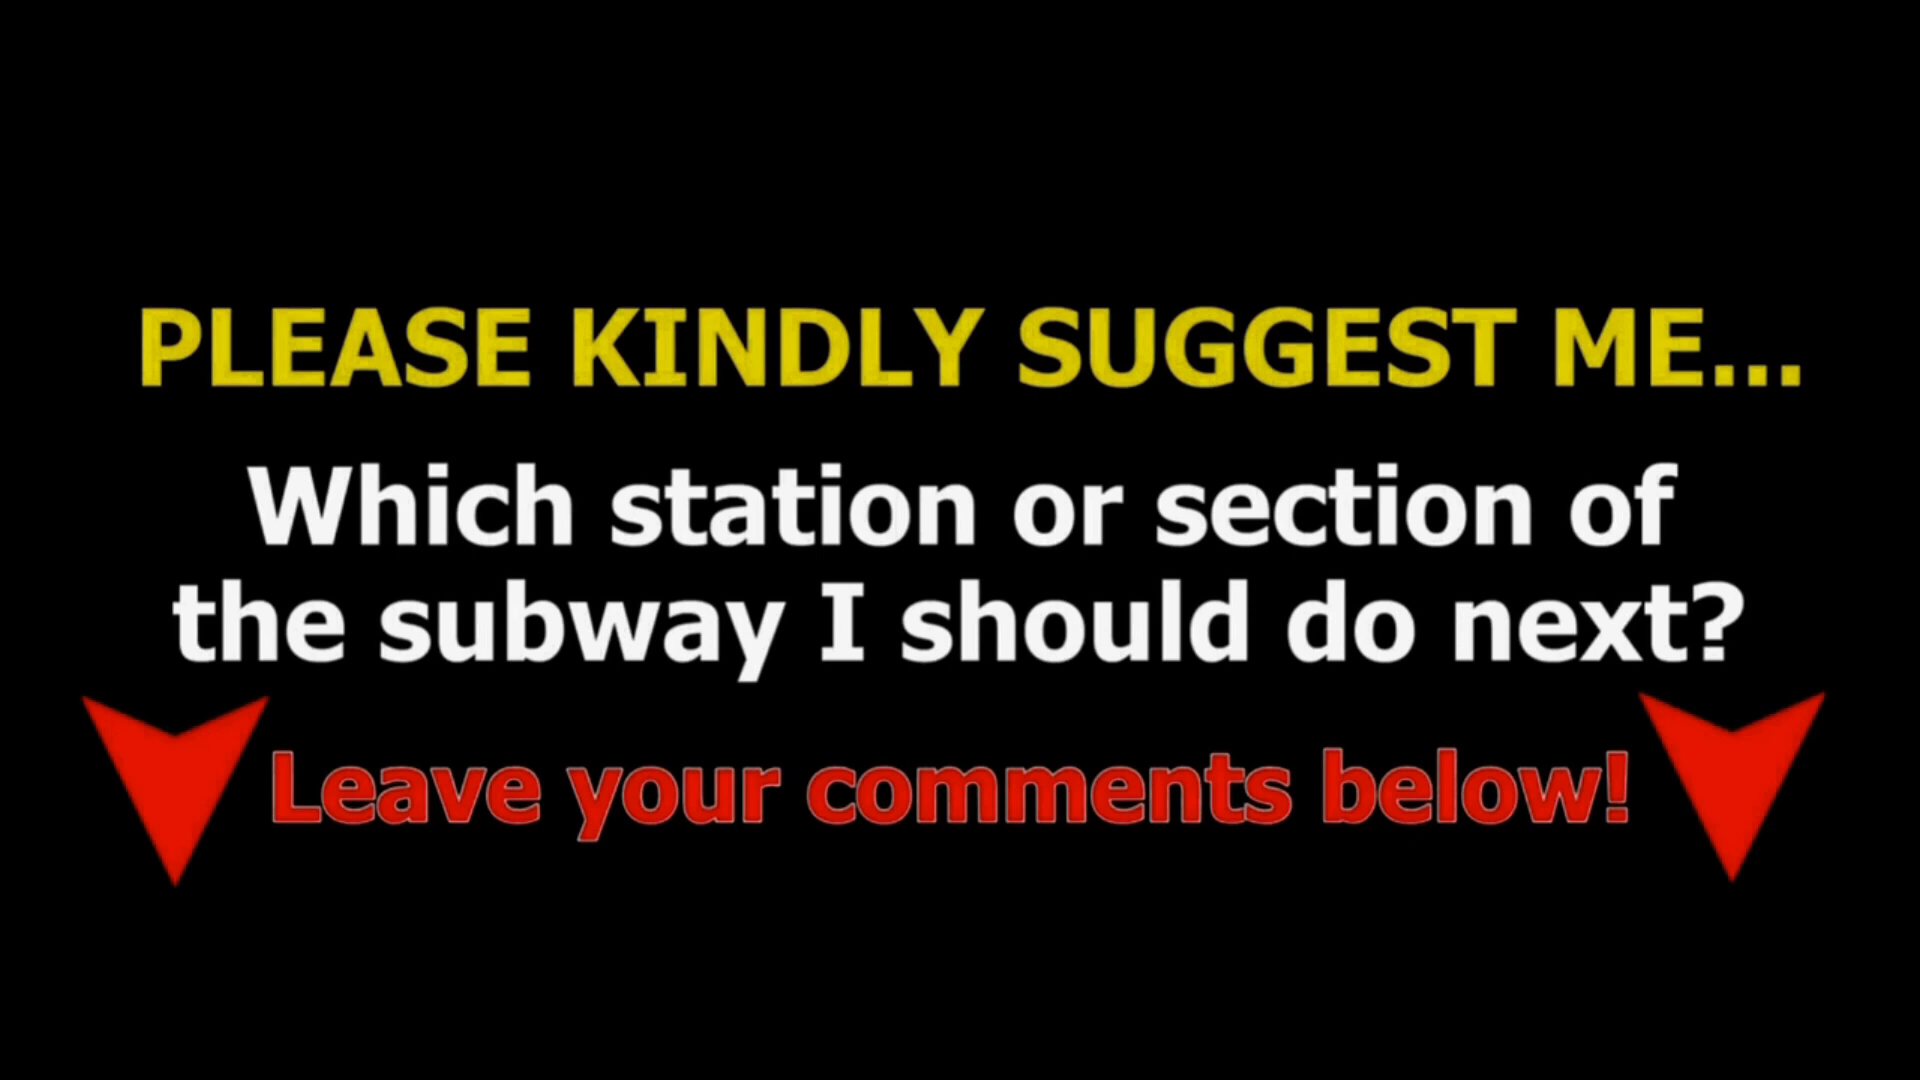 PLEASE KINDLY SUGGEST ME...
Which station or section of
the subway I should do next?
Leave your comments below!